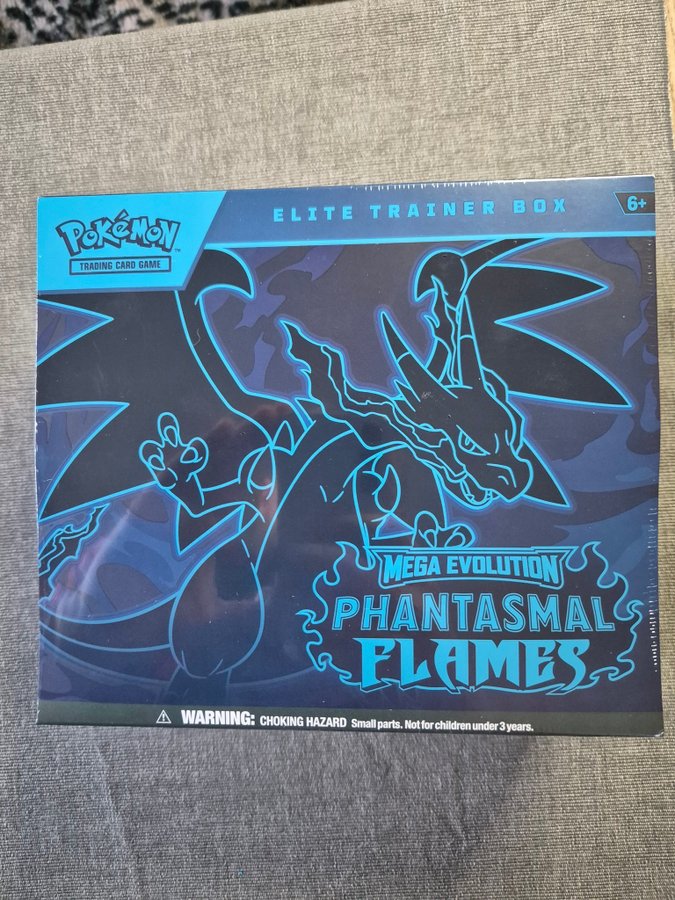 ELITE TRAINER BOX
6+
POKéMON
TM
TRADING CARD GAME
MEGA EVOLUTION
PHANTASMAL
FLAMES
WARNING: CHOKING HAZARD Small parts. Not for children under 3 years.